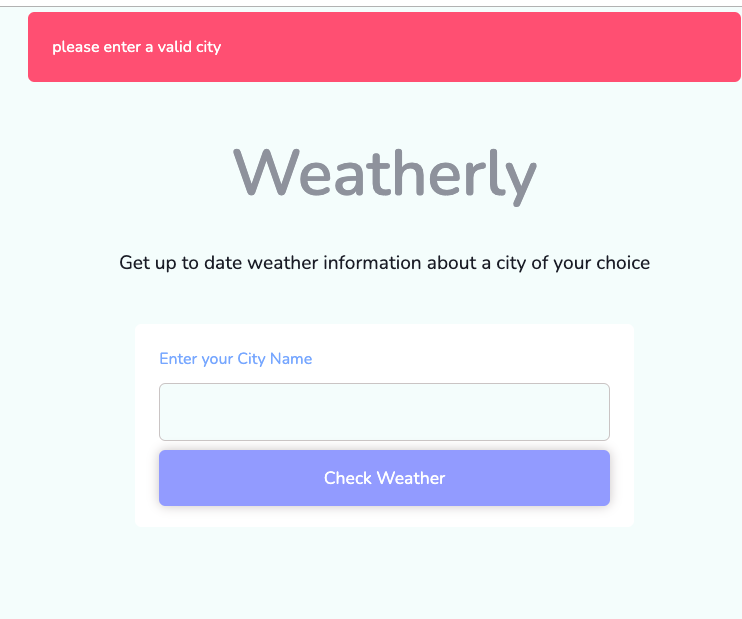 please enter a valid city
Weatherly
Get up to date weather information about a city of your choice
Enter your City Name
Check Weather